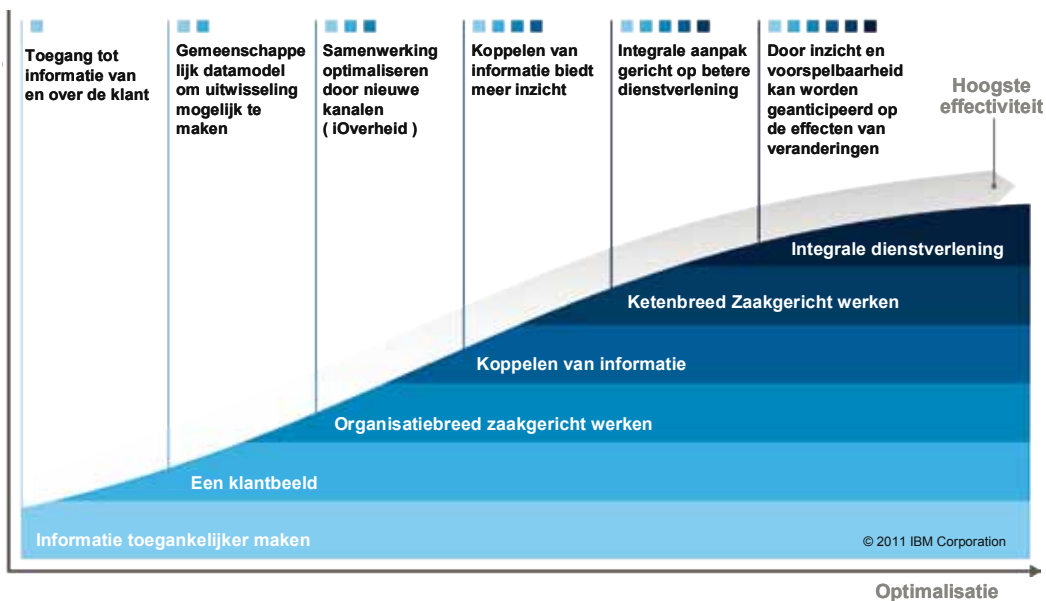 Toegang tot
informatie van
en over de klant
Gemeenschappe
lijk datamodel
om uitwisseling
mogelijk te
maken
Samenwerking
optimaliseren
door nieuwe
kanalen
( iOverheid )
Koppelen van
informatie biedt
meer inzicht
Integrale aanpak
gericht op betere
dienstverlening
Door inzicht en
voorspelbaarheid
kan worden
geanticipeerd op
de effecten van
veranderingen
Hoogste
effectiviteit
Integrale dienstverlening
Ketenbreed Zaakgericht werken
Koppelen van informatie
Organisatiebreed zaakgericht werken
Een klantbeeld
Informatie toegankelijker maken
© 2011 IBM Corporation
Optimalisatie